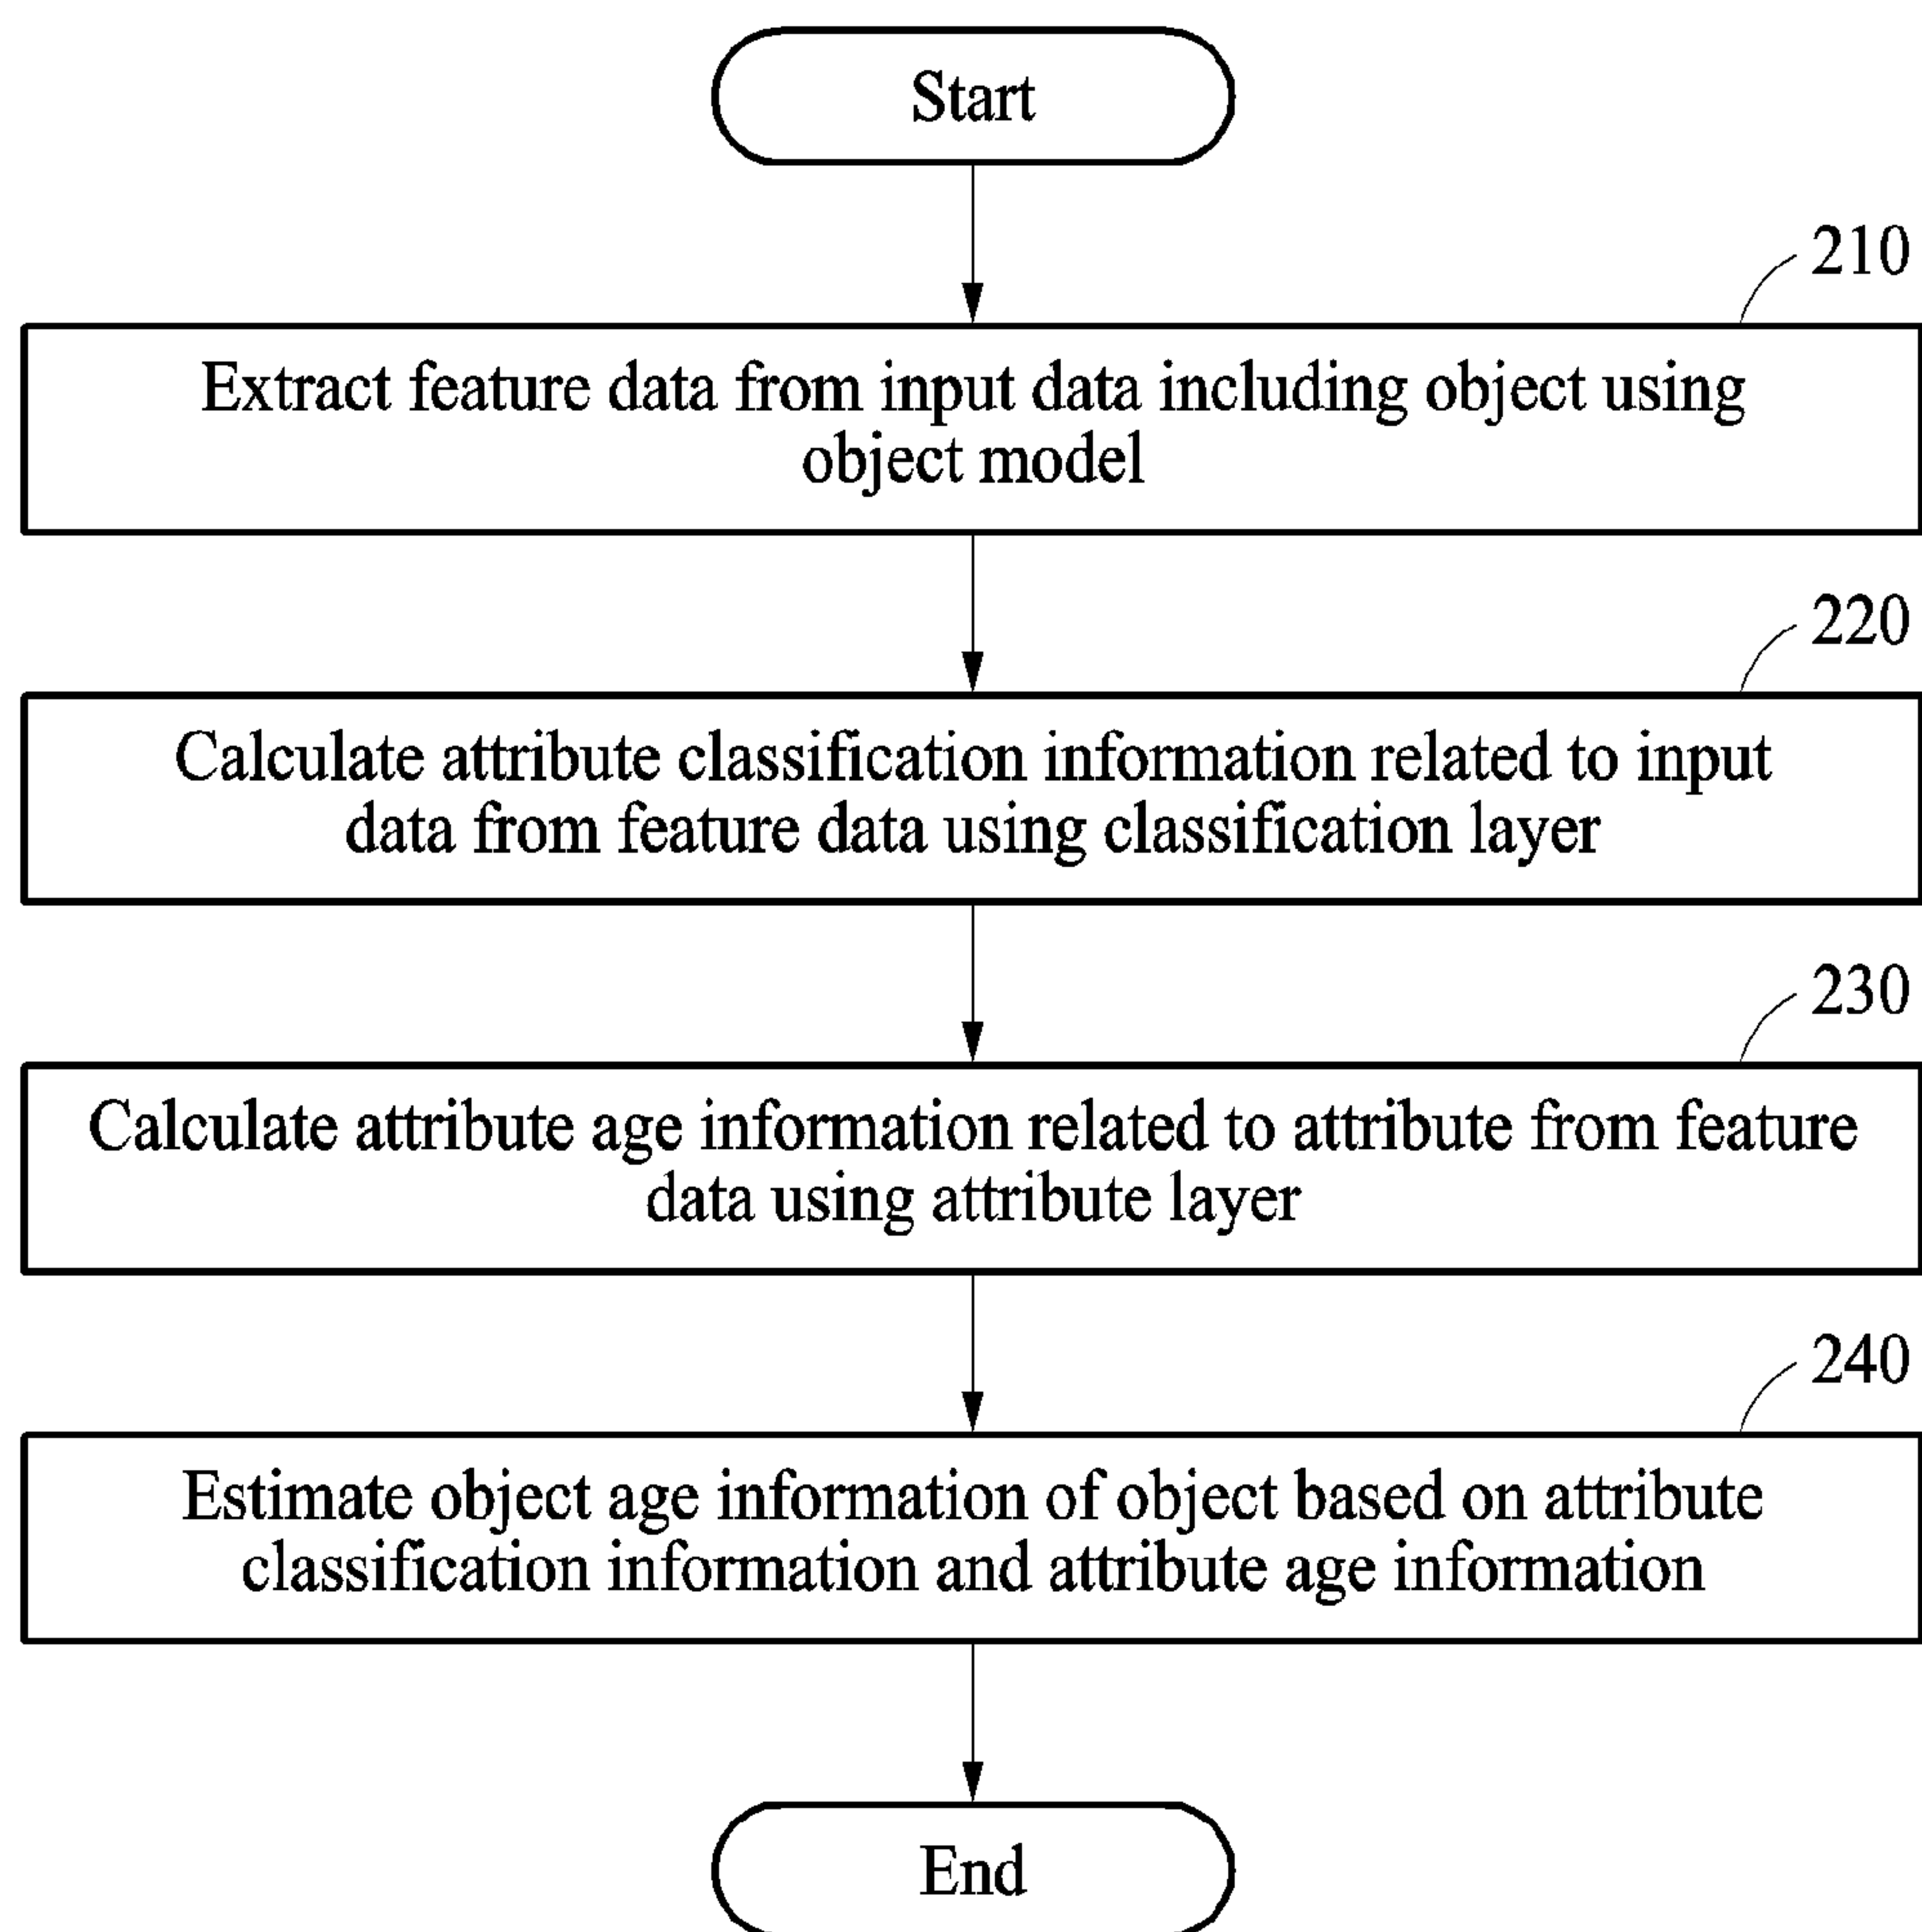 Start
210
Extract feature data from input data including object using
object model
220
Calculate attribute classification information related to input
data from feature data using classification layer
230
Calculate attribute age information related to attribute from feature
data using attribute layer
240
Estimate object age information of object based on attribute
classification information and attribute age information
End